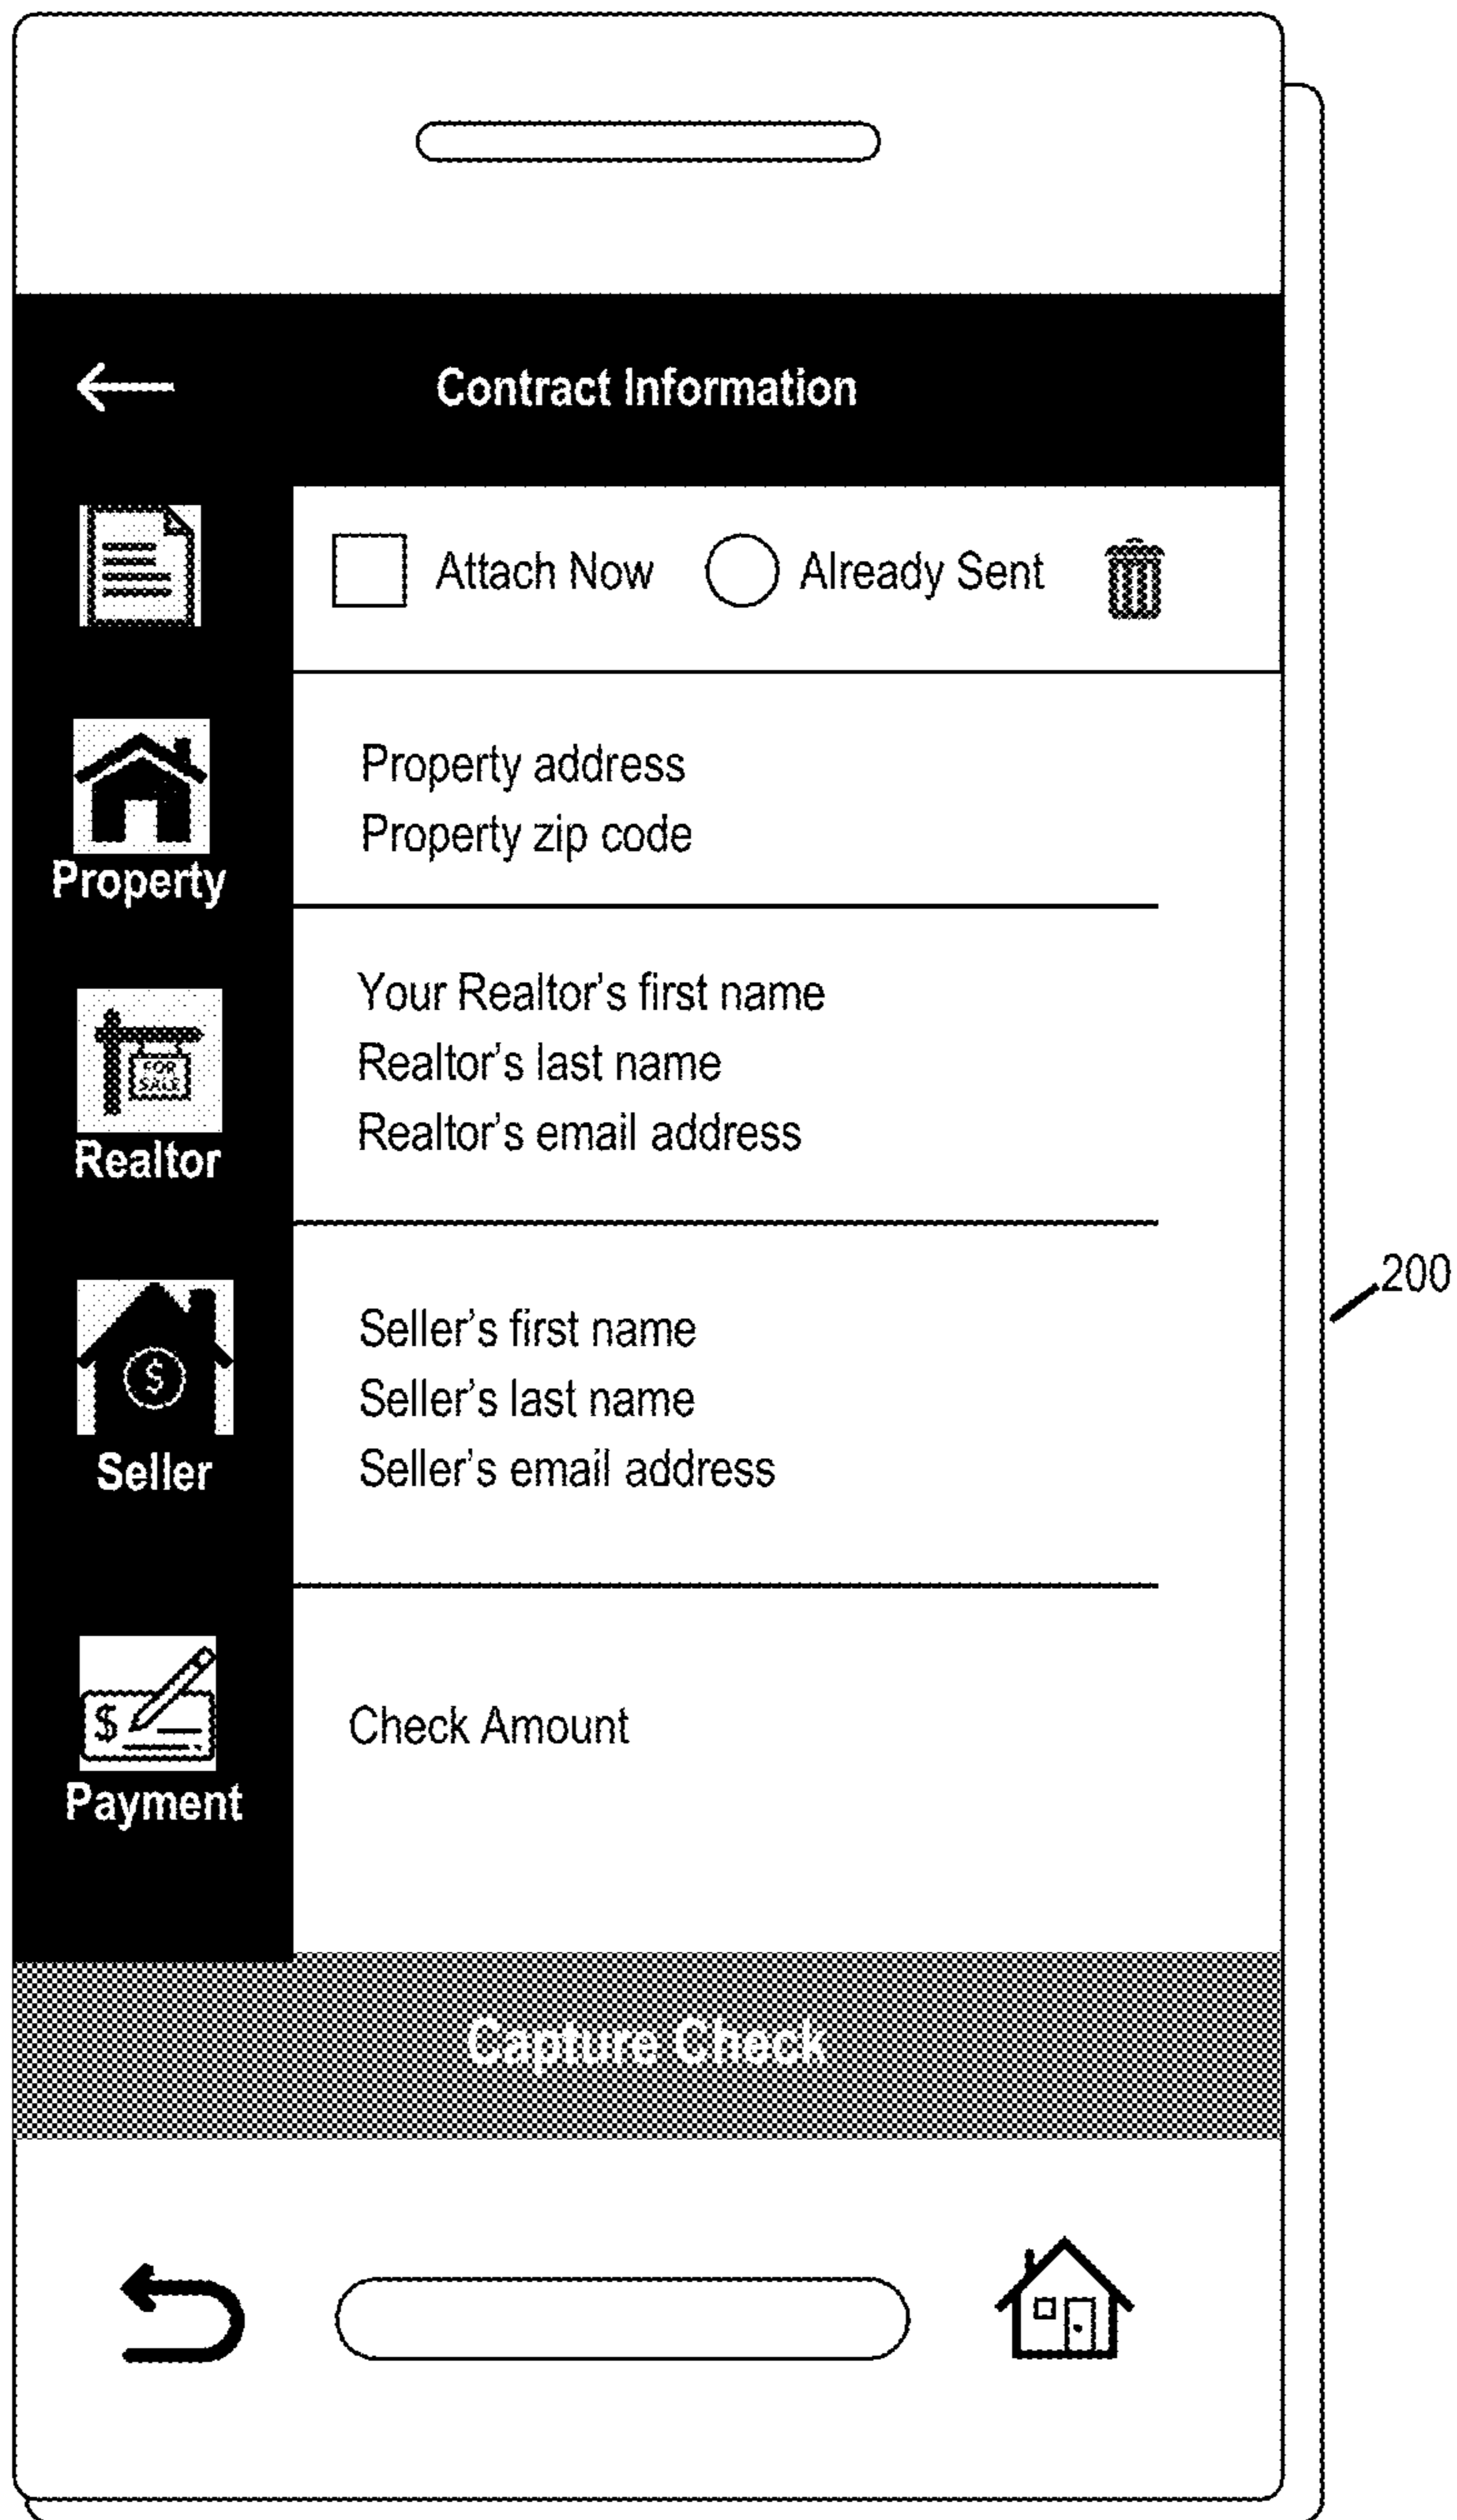 Contract Information
Attach Now Already Sent
Property address
Property zip code
Property
Your Realtor's first name
Realtor's last name
Realtor's email address
FOR
SALE
Realtor
200
Seller's first name
Seller's last name
Seller's email address
$
Seller
Check Amount
$
Payment
Capture Check